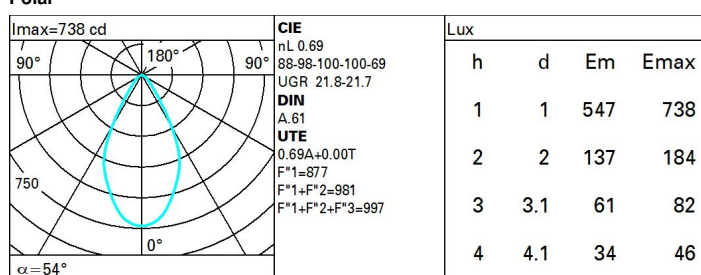 Polar
Imax=738 cd
90° 180° 90°
750
0°
α=54°
CIE
nL 0.69
88-98-100-100-69
UGR 21.8-21.7
DIN
A.61
UTE
0.69A+0.00T
F"1=877
F"1+F"2=981
F"1+F"2+F"3=997
Lux
h d Em Emax
1 1 547 738
2 2 137 184
3 3.1 61 82
4 4.1 34 46